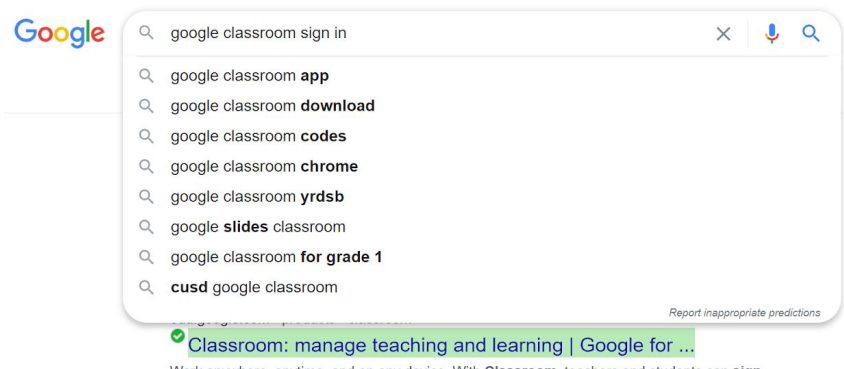 Google
google classroom sign in
google classroom app
google classroom download
google classroom codes
google classroom chrome
google classroom yrdsb
google slides classroom
google classroom for grade 1
cusd google classroom
Report inappropriate predictions
Classroom: manage teaching and learning | Google for ...